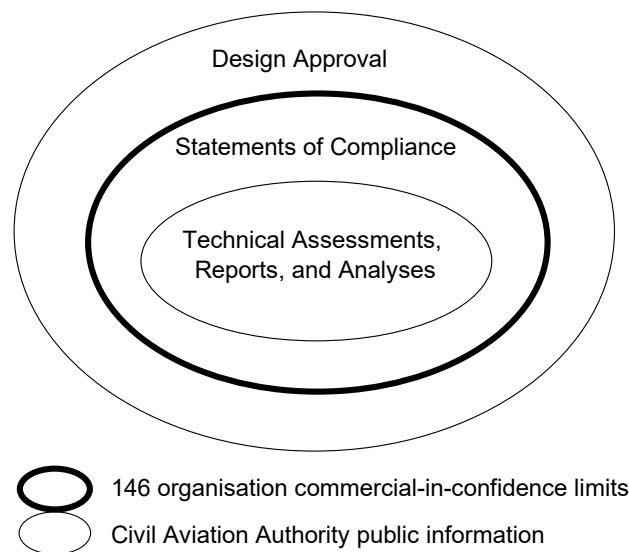 Design Approval
Statements of Compliance
Technical Assessments,
Reports, and Analyses
146 organisation commercial-in-confidence limits
Civil Aviation Authority public information